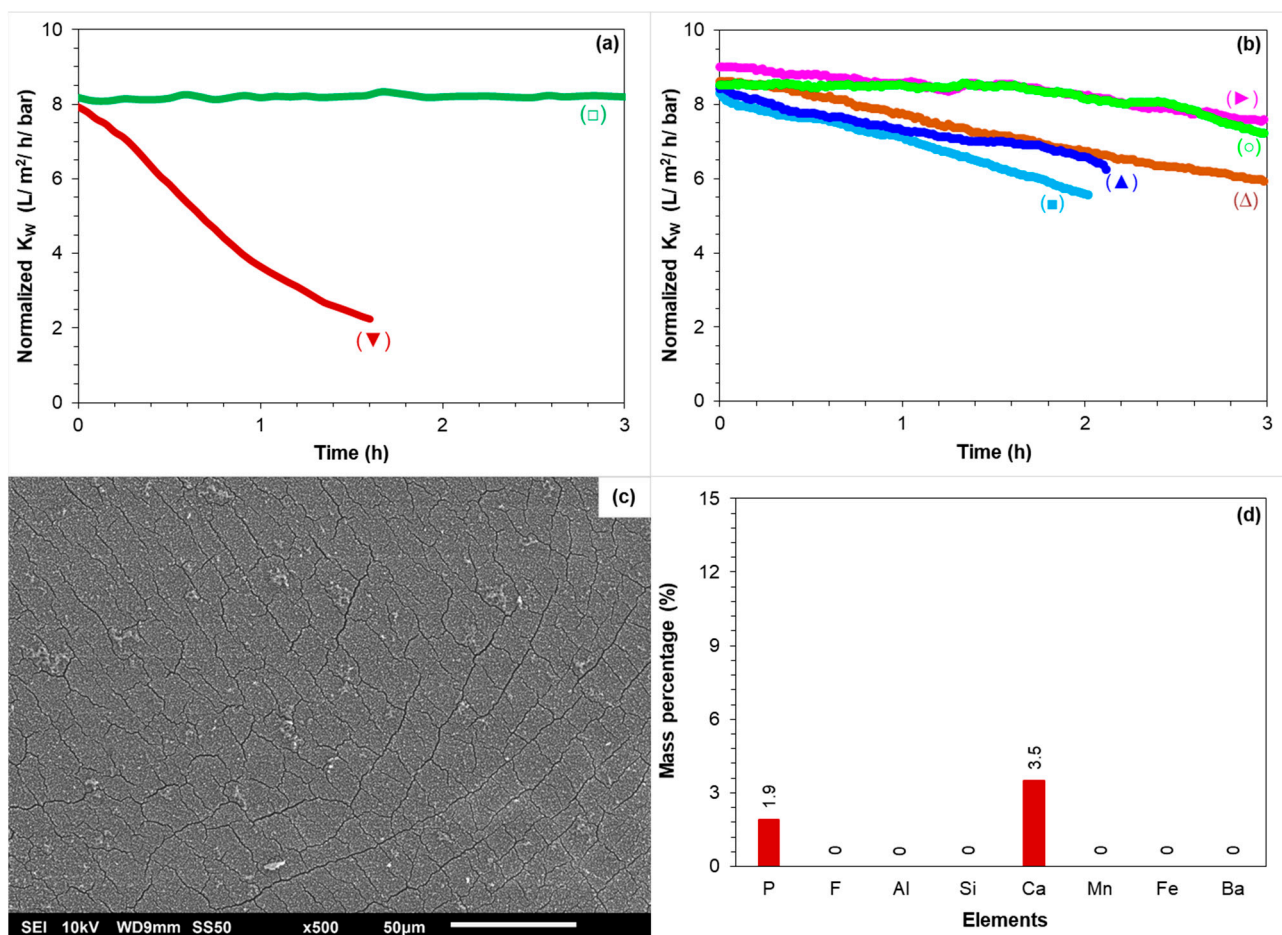 (a)
Normalized K_W (L/ m²/ h/ bar)
10
8
6
4
2
0
0 1 2 3
Time (h)
(□)
(▼)
(b)
Normalized K_W (L/ m²/ h/ bar)
10
8
6
4
2
0
0 1 2 3
Time (h)
(►)
(○)
(▲)
(■)
(Δ)
(c)
SEI 10kV WD9mm SS50 x500 50µm
(d)
Mass percentage (%)
15
12
9
6
3
0
1.9 0 0 0 3.5 0 0 0
P F Al Si Ca Mn Fe Ba
Elements